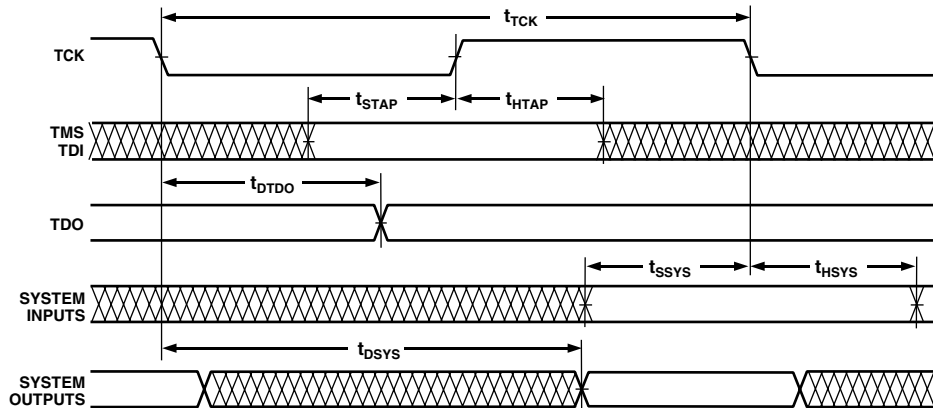 tTCK
TCK
tSTAP
tHTAP
TMS
TDI
tDTDO
TDO
tSSYS
tHSYS
SYSTEM
INPUTS
tDSYS
SYSTEM
OUTPUTS